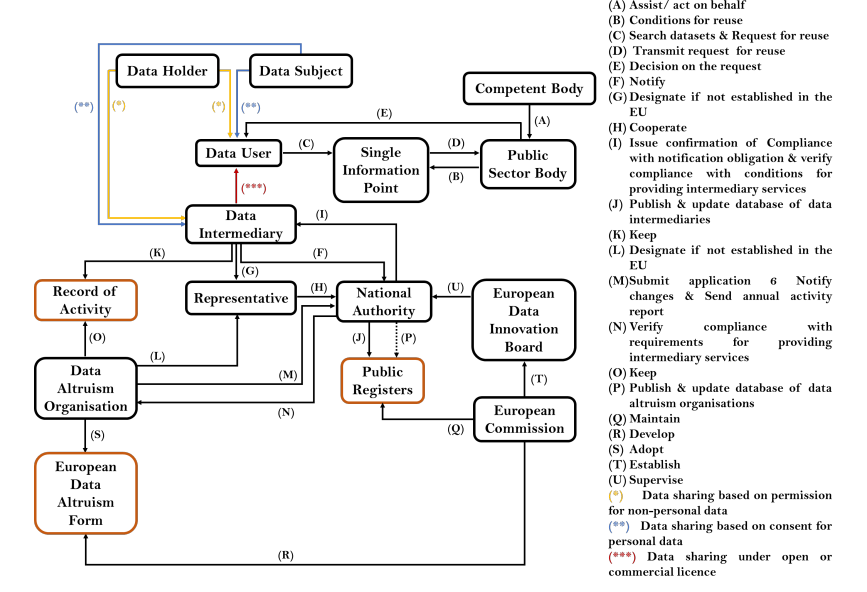 Data Holder
Data Subject
(**)
(*)
(*)
(**)
Competent Body
(E)
(A)
Data User
(C)
Single
Information
Point
(D)
(B)
Public
Sector Body
(***)
Data
Intermediary
(I)
(K)
(F)
(G)
Record of
Activity
Representative
(H)
National
Authority
(U)
European
Data
Innovation
Board
(O)
(L)
(J)
(P)
Data
Altruism
Organisation
(M)
Public
Registers
(T)
(N)
(Q)
European
Commission
(S)
European
Data
Altruism
Form
(R)
(A) Assist/ act on behalf
(B) Conditions for reuse
(C) Search datasets & Request for reuse
(D) Transmit request for reuse
(E) Decision on the request
(F) Notify
(G) Designate if not established in the
EU
(H) Cooperate
(I) Issue confirmation of Compliance
with notification obligation & verify
compliance with conditions for
providing intermediary services
(J) Publish & update database of data
intermediaries
(K) Keep
(L) Designate if not established in the
EU
(M)Submit application 6 Notify
changes & Send annual activity
report
(N) Verify compliance with
requirements for providing
intermediary services
(O) Keep
(P) Publish & update database of data
altruism organisations
(Q) Maintain
(R) Develop
(S) Adopt
(T) Establish
(U) Supervise
(*) Data sharing based on permission
for non-personal data
(**) Data sharing based on consent for
personal data
(***) Data sharing under open or
commercial licence